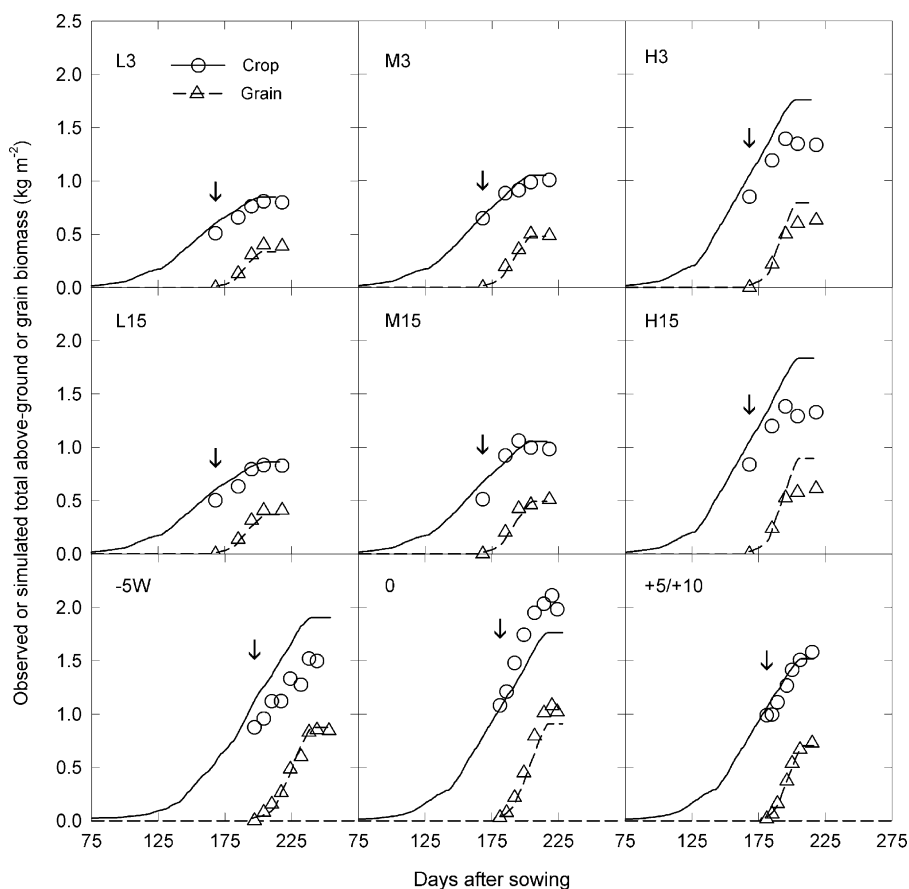 Observed or simulated total above-ground or grain biomass (kg m⁻²)
2.5
2.0
1.5
1.0
0.5
0.0
L3
Crop
Grain
M3
H3
2.0
1.5
1.0
0.5
0.0
L15
M15
H15
2.0
1.5
1.0
0.5
0.0
-5W
0
+5/+10
75 125 175 225 75 125 175 225 75 125 175 225 275
Days after sowing